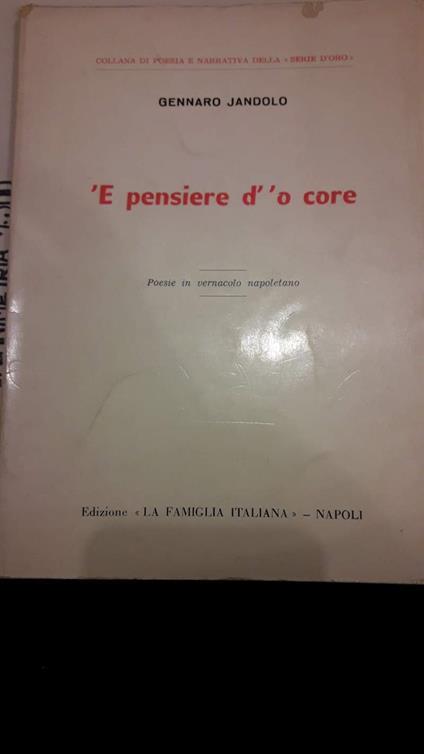 COLLANA DI POESIA E NARRATIVA DELLA « SERIE D'ORO »
GENNARO JANDOLO
'E pensiere d' 'o core
Poesie in vernacolo napoletano
Edizione « LA FAMIGLIA ITALIANA » – NAPOLI